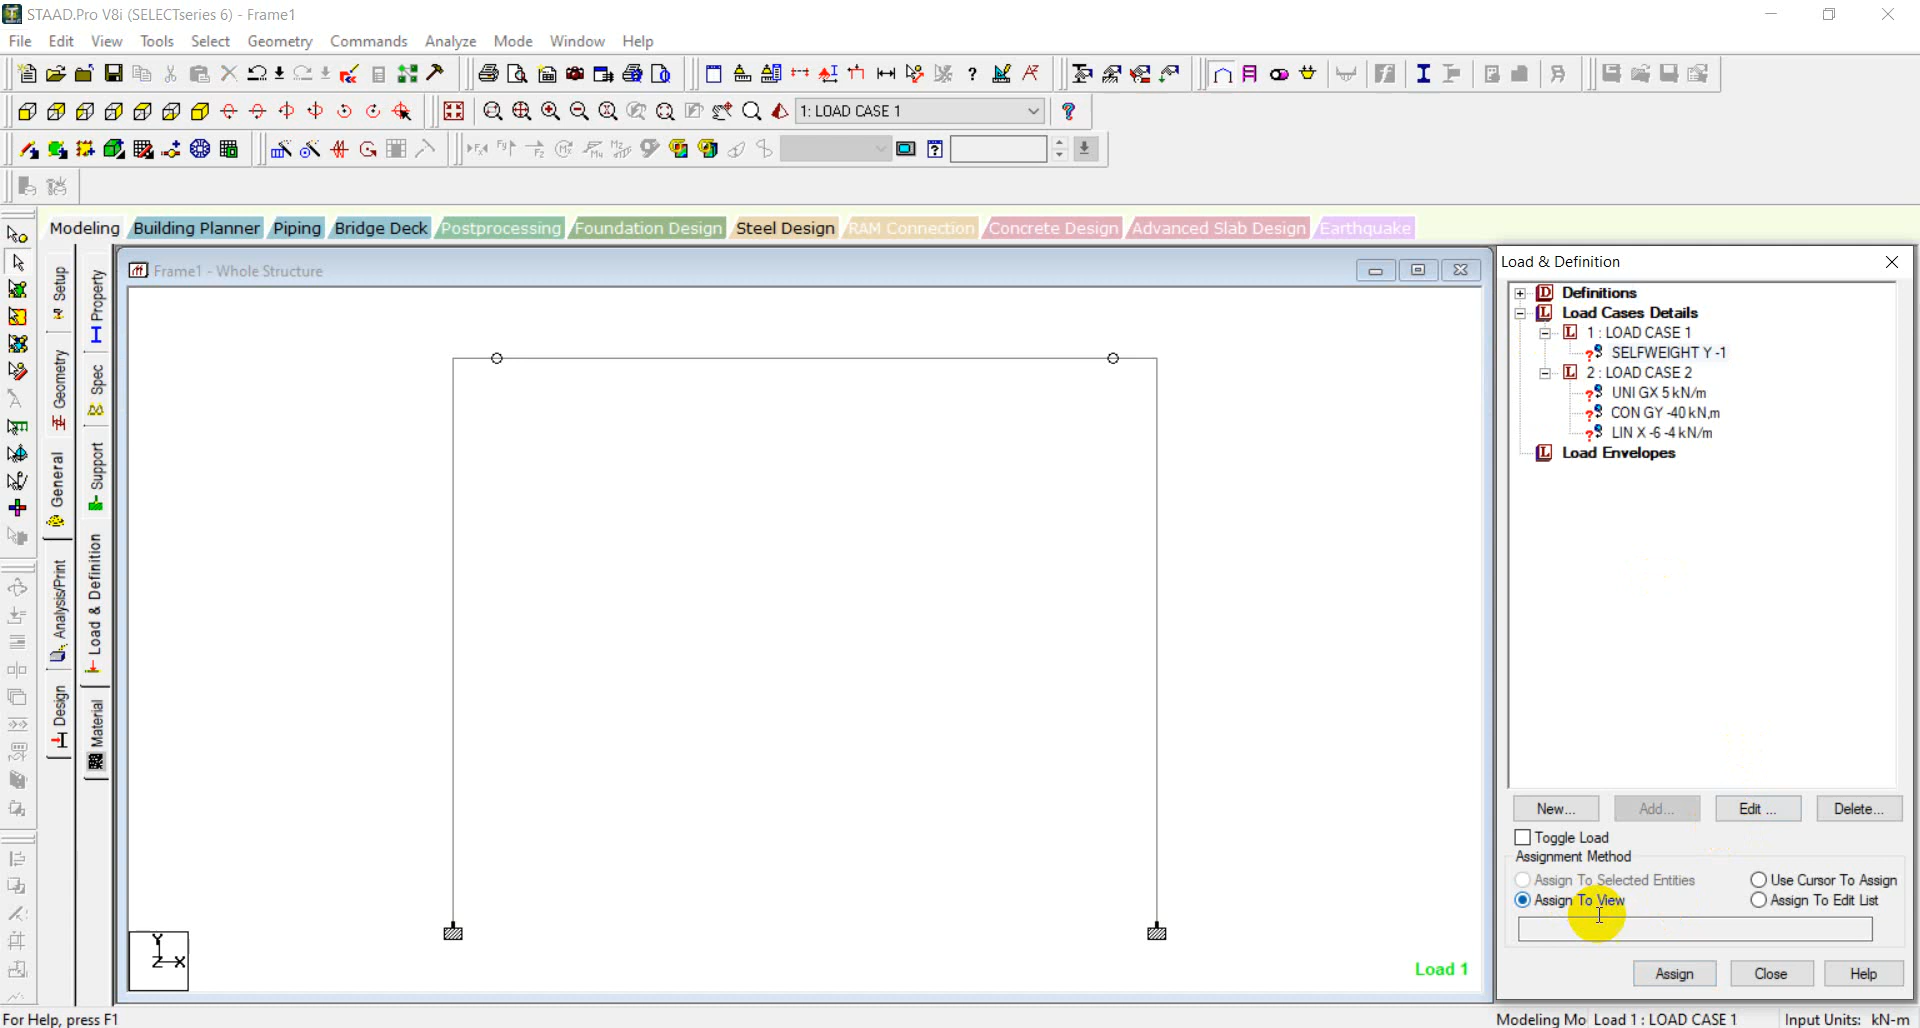 STAAD.Pro V8i (SELECTseries 6) - Frame1
File Edit View Tools Select Geometry Commands Analyze Mode Window Help
1: LOAD CASE 1
Modeling Building Planner Piping Bridge Deck Postprocessing Foundation Design Steel Design RAM Connection Concrete Design Advanced Slab Design Earthquake
Setup
Geometry
General
Analysis/Print
Design
Property
Spec
Support
Load & Definition
Material
Frame1 - Whole Structure
Y
Z X
Load 1
Load & Definition
Definitions
Load Cases Details
1 : LOAD CASE 1
SELFWEIGHT Y -1
2 : LOAD CASE 2
UNI GX 5 kN/m
CON GY -40 kN,m
LIN X -6 -4 kN/m
Load Envelopes
New... Add... Edit ... Delete...
Toggle Load
Assignment Method
Assign To Selected Entities Use Cursor To Assign
Assign To View Assign To Edit List
Assign Close Help
For Help, press F1
Modeling Mo Load 1 : LOAD CASE 1 Input Units: kN-m